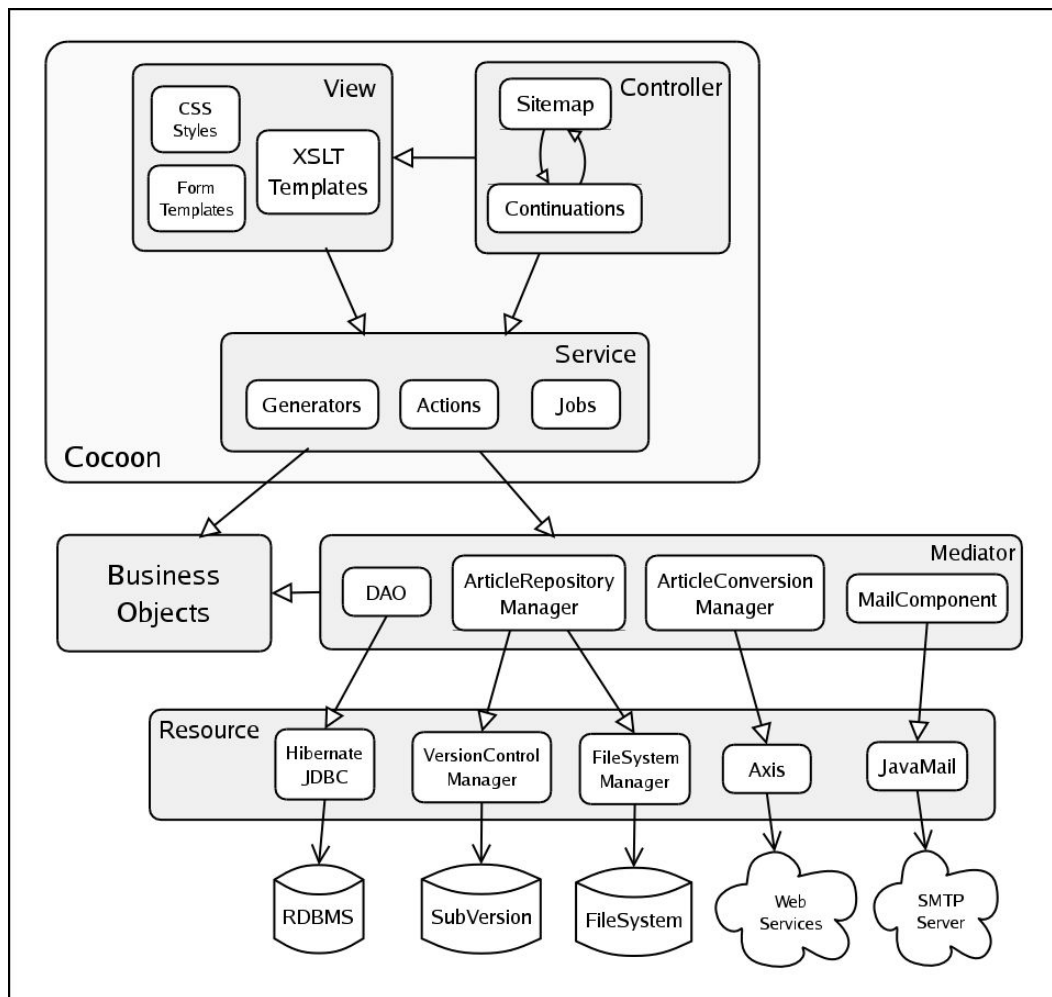 View
Controller
CSS
Styles
XSLT
Templates
Form
Templates
Sitemap
Continuations
Service
Generators
Actions
Jobs
Cocoon
Business
Objects
Mediator
DAO
ArticleRepository
Manager
ArticleConversion
Manager
MailComponent
Resource
Hibernate
JDBC
VersionControl
Manager
FileSystem
Manager
Axis
JavaMail
RDBMS
SubVersion
FileSystem
Web
Services
SMTP
Server